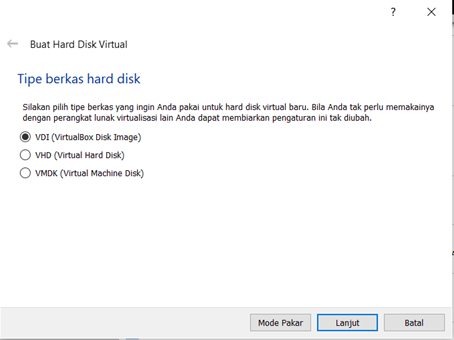 ?
Buat Hard Disk Virtual
Tipe berkas hard disk
Silakan pilih tipe berkas yang ingin Anda pakai untuk hard disk virtual baru. Bila Anda tak perlu memakainya
dengan perangkat lunak virtualisasi lain Anda dapat membiarkan pengaturan ini tak diubah.
VDI (VirtualBox Disk Image)
VHD (Virtual Hard Disk)
VMDK (Virtual Machine Disk)
Mode Pakar Lanjut Batal